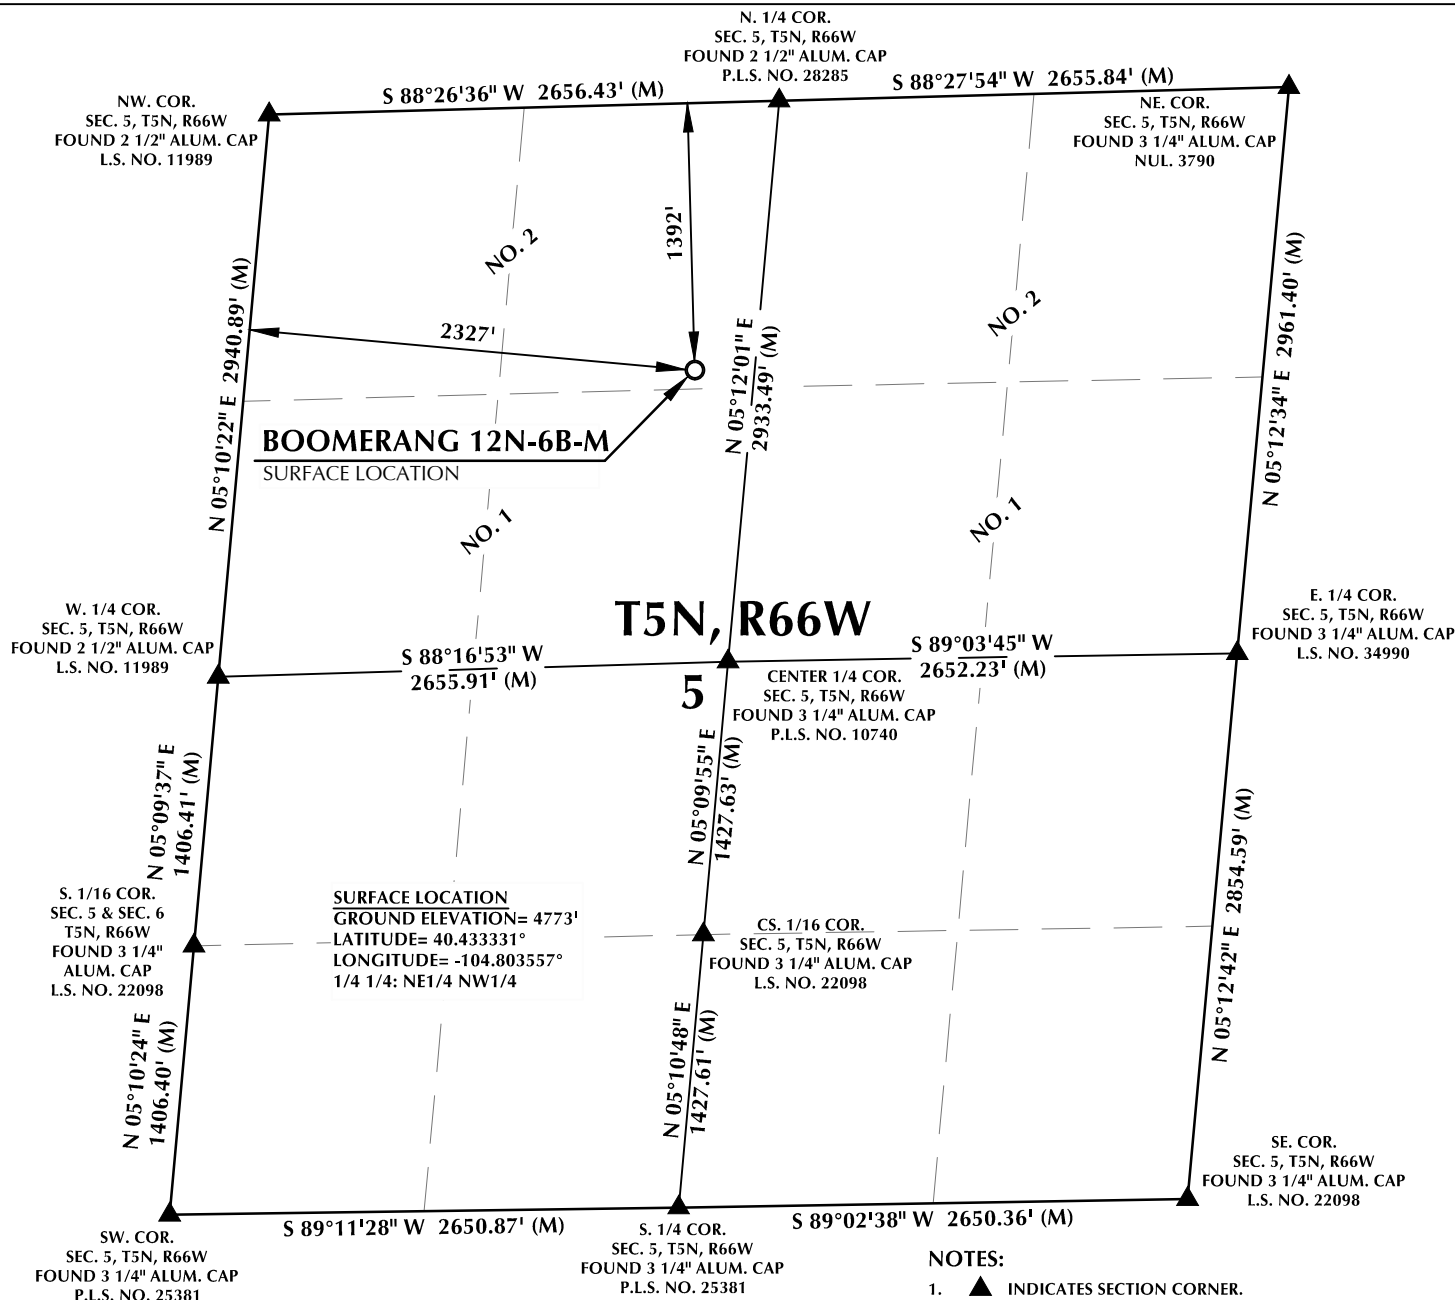 N. 1/4 COR.
SEC. 5, T5N, R66W
FOUND 2 1/2" ALUM. CAP
P.L.S. NO. 28285
S 88°26'36" W 2656.43' (M)
S 88°27'54" W 2655.84' (M)
NW. COR.
SEC. 5, T5N, R66W
FOUND 2 1/2" ALUM. CAP
L.S. NO. 11989
NE. COR.
SEC. 5, T5N, R66W
FOUND 3 1/4" ALUM. CAP
NUL. 3790
1392'
NO. 2
2327'
NO. 2
N 05°10'22" E 2940.89' (M)
N 05°12'01" E
2933.49' (M)
N 05°12'34" E 2961.40' (M)
BOOMERANG 12N-6B-M
SURFACE LOCATION
NO. 1
NO. 1
T5N, R66W
5
W. 1/4 COR.
SEC. 5, T5N, R66W
FOUND 2 1/2" ALUM. CAP
L.S. NO. 11989
S 88°16'53" W
2655.91' (M)
S 89°03'45" W
2652.23' (M)
E. 1/4 COR.
SEC. 5, T5N, R66W
FOUND 3 1/4" ALUM. CAP
L.S. NO. 34990
CENTER 1/4 COR.
SEC. 5, T5N, R66W
FOUND 3 1/4" ALUM. CAP
P.L.S. NO. 10740
N 05°09'37" E
1406.41' (M)
N 05°09'55" E
1427.63' (M)
N 05°12'42" E 2854.59' (M)
S. 1/16 COR.
SEC. 5 & SEC. 6
T5N, R66W
FOUND 3 1/4"
ALUM. CAP
L.S. NO. 22098
SURFACE LOCATION
GROUND ELEVATION= 4773'
LATITUDE= 40.433331°
LONGITUDE= -104.803557°
1/4 1/4: NE1/4 NW1/4
CS. 1/16 COR.
SEC. 5, T5N, R66W
FOUND 3 1/4" ALUM. CAP
L.S. NO. 22098
N 05°10'24" E
1406.40' (M)
N 05°10'48" E
1427.61' (M)
SE. COR.
SEC. 5, T5N, R66W
FOUND 3 1/4" ALUM. CAP
L.S. NO. 22098
S 89°11'28" W 2650.87' (M)
S 89°02'38" W 2650.36' (M)
SW. COR.
SEC. 5, T5N, R66W
FOUND 3 1/4" ALUM. CAP
P.L.S. NO. 25381
S. 1/4 COR.
SEC. 5, T5N, R66W
FOUND 3 1/4" ALUM. CAP
P.L.S. NO. 25381
NOTES:
1. INDICATES SECTION CORNER.